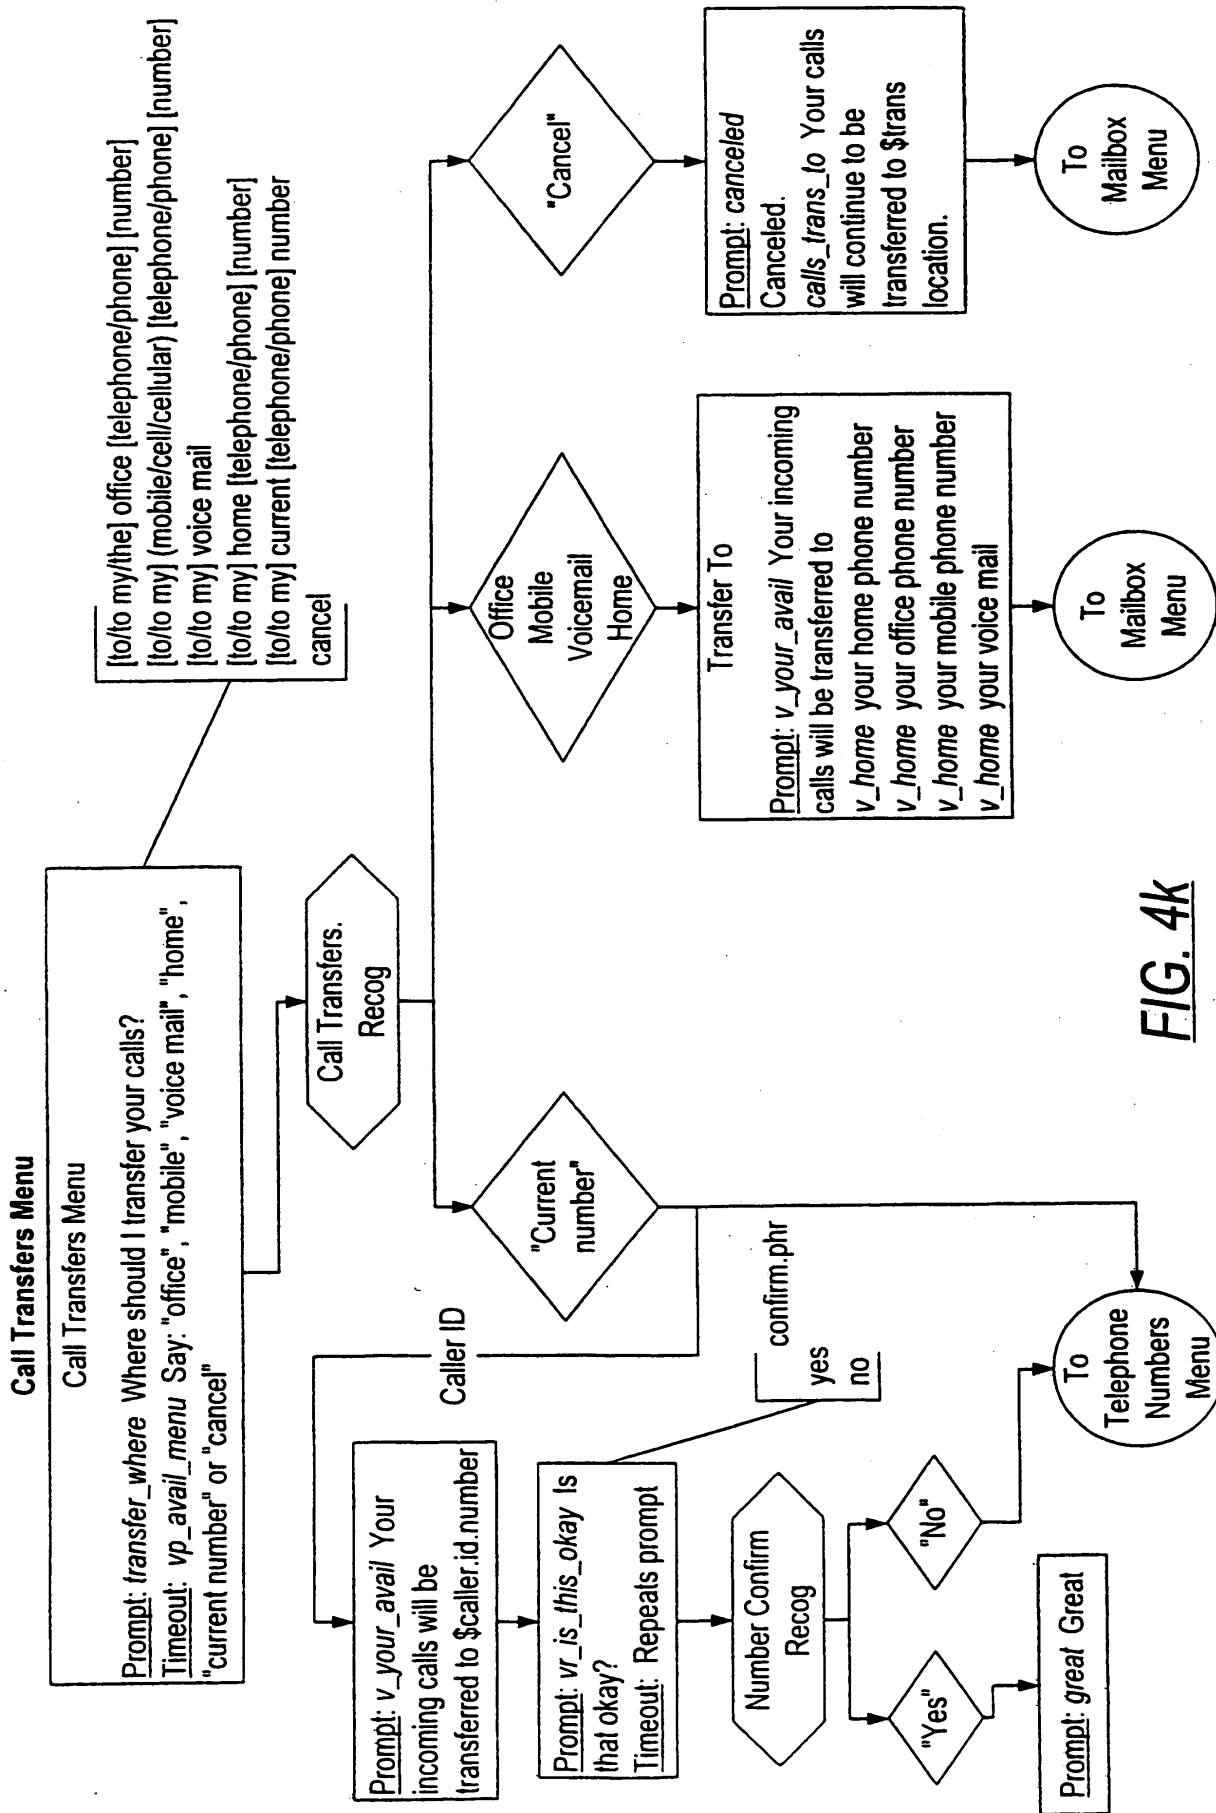 Call Transfers Menu
Call Transfers Menu
Prompt: transfer_where Where should I transfer your calls?
Timeout: vp_avail_menu Say: "office", "mobile", "voice mail", "home",
"current number" or "cancel"
[to/to my/the] office [telephone/phone] [number]
[to/to my] (mobile/cell/cellular) [telephone/phone] [number]
[to/to my] voice mail
[to/to my] home [telephone/phone] [number]
[to/to my] current [telephone/phone] number
cancel
Call Transfers.
Recog
"Current
number"
Office
Mobile
Voicemail
Home
"Cancel"
Caller ID
Prompt: v_your_avail Your
incoming calls will be
transferred to $caller.id.number
Prompt: vr_is_this_okay Is
that okay?
Timeout: Repeats prompt
confirm.phr
yes
no
Number Confirm
Recog
"Yes"
"No"
Prompt: great Great
To
Telephone
Numbers
Menu
Transfer To
Prompt: v_your_avail Your incoming
calls will be transferred to
v_home your home phone number
v_home your office phone number
v_home your mobile phone number
v_home your voice mail
To
Mailbox
Menu
Prompt: canceled
Canceled.
calls_trans_to Your calls
will continue to be
transferred to $trans
location.
To
Mailbox
Menu
FIG. 4k